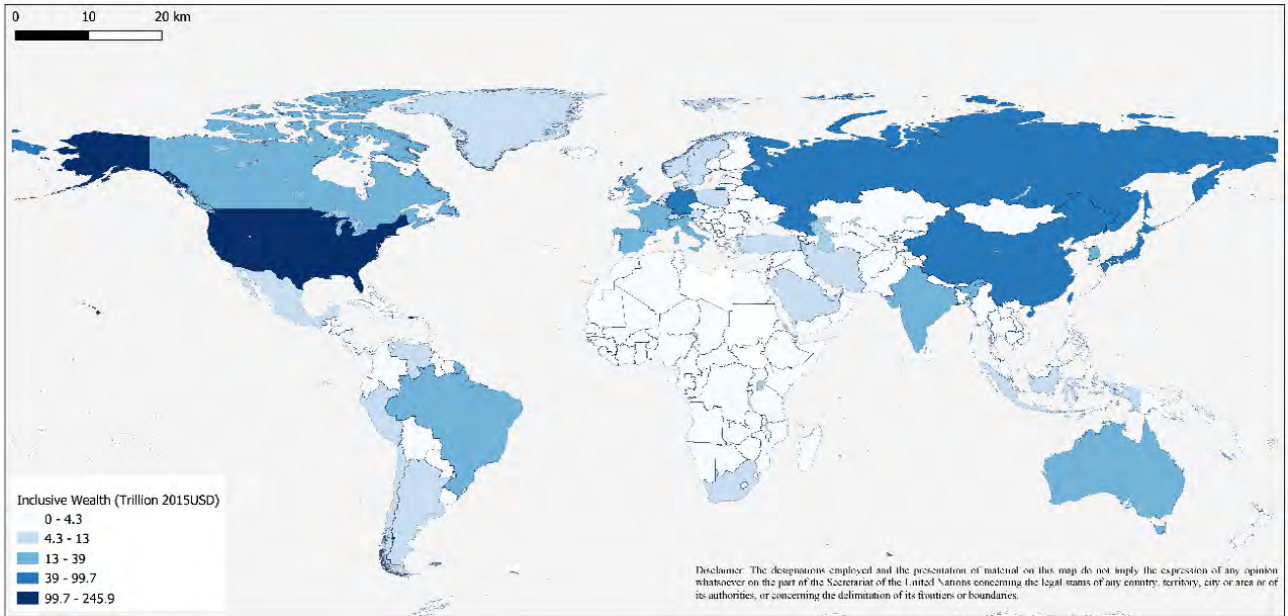 0 10 20 km
Inclusive Wealth (Trillion 2015USD)
0 - 4.3
4.3 - 13
13 - 39
39 - 99.7
99.7 - 245.9
Disclaimer: The designations employed and the presentation of material on this map do not imply the expression of any opinion
whatsoever on the part of the Secretariat of the United Nations concerning the legal status of any country, territory, city or area or of
its authorities, or concerning the delimitation of its frontiers or boundaries.